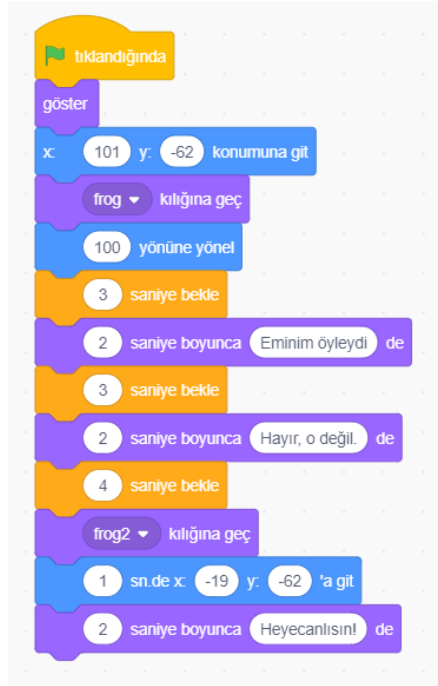 tıklandığında
göster
x: 101 y: -62 konumuna git
frog kılığına geç
100 yönüne yönel
3 saniye bekle
2 saniye boyunca Eminim öyleydi de
3 saniye bekle
2 saniye boyunca Hayır, o değil. de
4 saniye bekle
frog2 kılığına geç
1 sn.de x: -19 y: -62 'a git
2 saniye boyunca Heyecanlısın! de